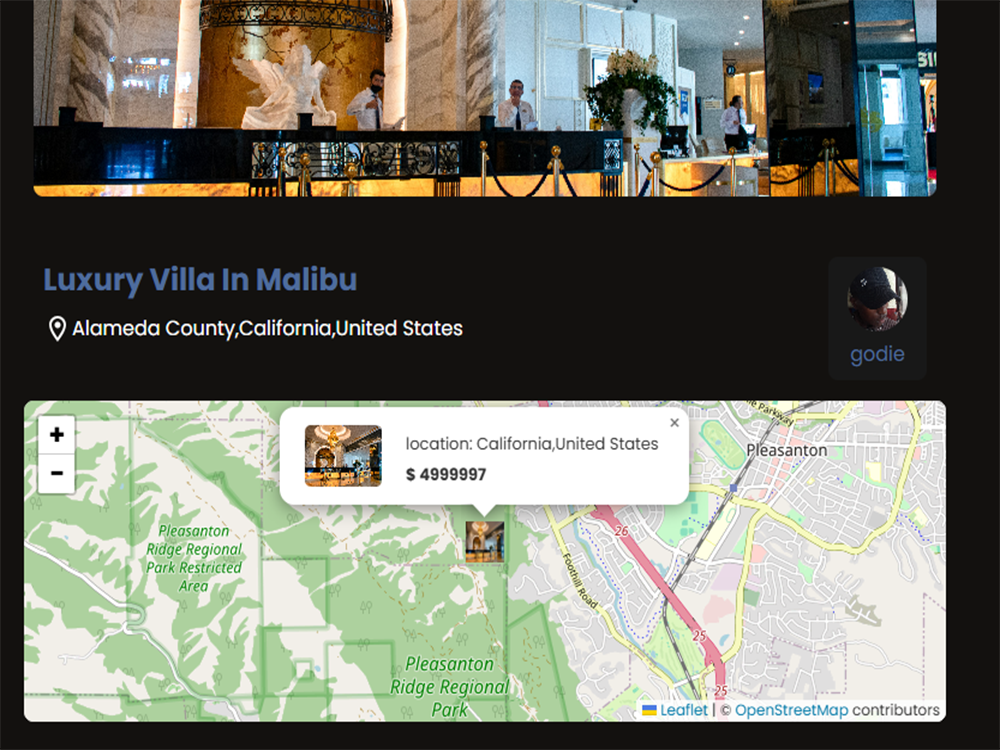 Luxury Villa In Malibu
Alameda County,California,United States
godie
+
-
×
location: California,United States
$ 4999997
Pleasanton
26
Pleasanton
Ridge Regional
Park Restricted
Area
Foothill Road
25
Pleasanton
Ridge Regional
Park
25
Leaflet | © OpenStreetMap contributors